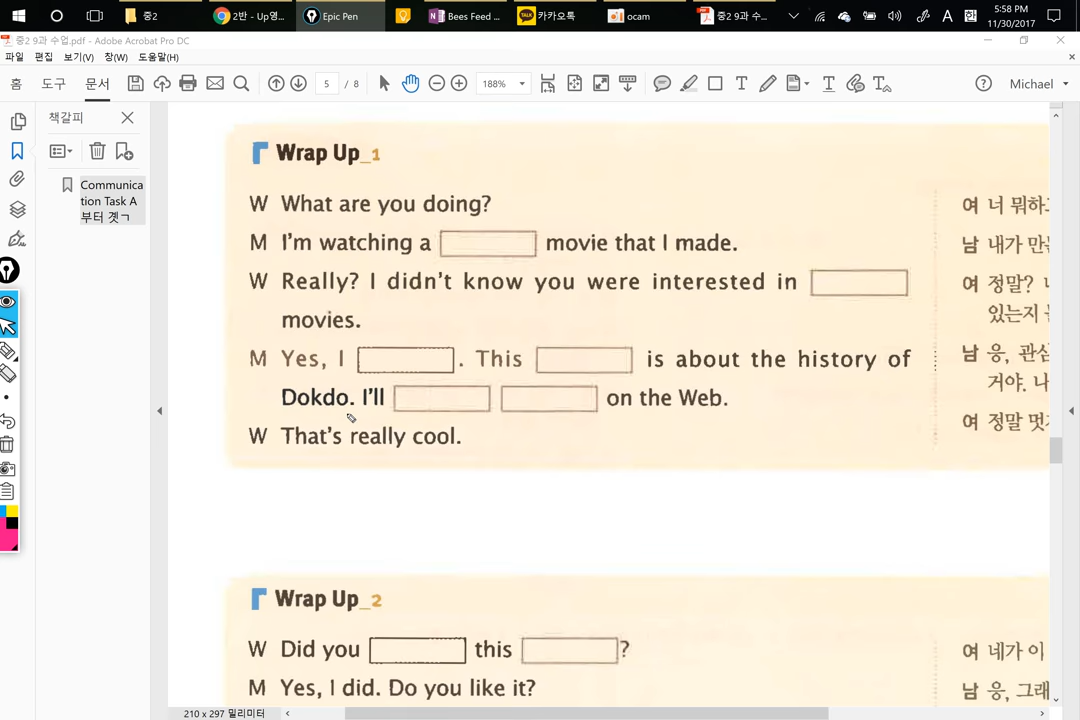 중2
2반 - Up영...
Epic Pen
Bees Feed ...
카카오톡
ocam
중2 9과 수...
A
한
5:58 PM
11/30/2017
중2 9과 수업.pdf - Adobe Acrobat Pro DC
파일 편집 보기(V) 창(W) 도움말(H)
홈 도구 문서
5 / 8
188%
Michael
책갈피
Communica
tion Task A
부터 곗ㄱ
Wrap Up_1
W What are you doing?
M I'm watching a movie that I made.
W Really? I didn't know you were interested in
movies.
M Yes, I . This is about the history of
Dokdo. I'll on the Web.
W That's really cool.
여 너 뭐하
남 내가 만
여 정말?
있는지
남 응, 관심
거야. 나
여 정말 멋
Wrap Up_2
W Did you this ?
M Yes, I did. Do you like it?
여 네가 이
남 응, 그래
210 x 297 밀리미터